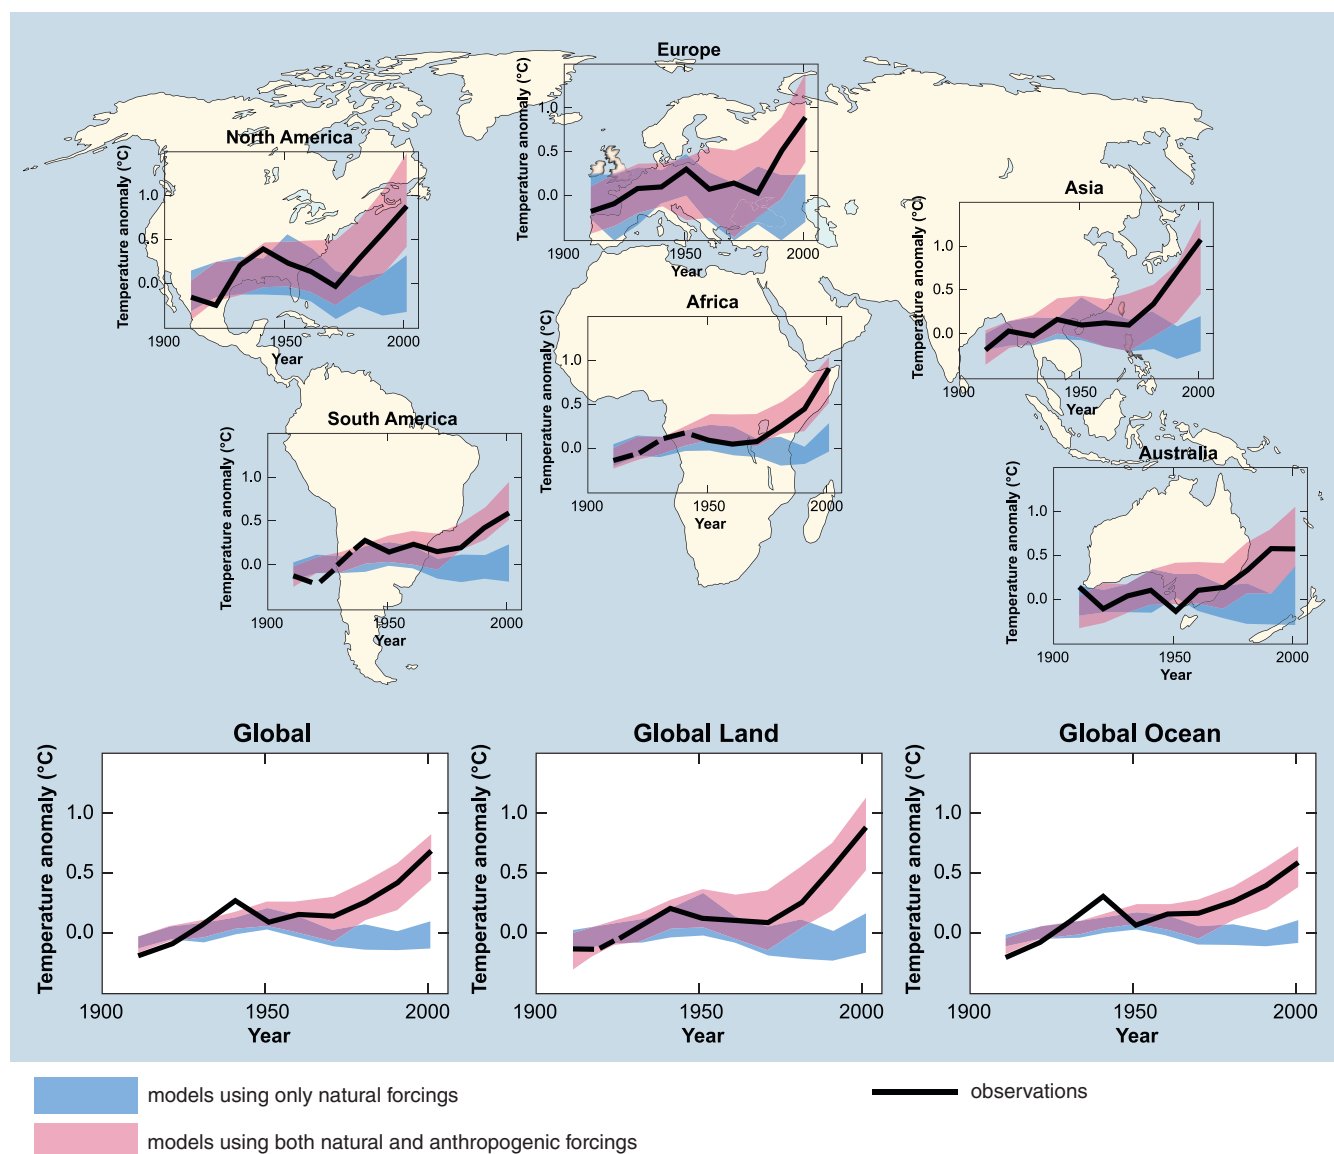 Europe
Temperature anomaly (°C)
1.0
0.5
0.0
1900
1950
2000
Year
North America
Temperature anomaly (°C)
1.0
0.5
0.0
1900
1950
2000
Year
Asia
Temperature anomaly (°C)
1.0
0.5
0.0
1900
1950
2000
Year
Africa
Temperature anomaly (°C)
1.0
0.5
0.0
1900
1950
2000
Year
South America
Temperature anomaly (°C)
1.0
0.5
0.0
1900
1950
2000
Year
Australia
Temperature anomaly (°C)
1.0
0.5
0.0
1900
1950
2000
Year
Global
Temperature anomaly (°C)
1.0
0.5
0.0
1900
1950
2000
Year
Global Land
Temperature anomaly (°C)
1.0
0.5
0.0
1900
1950
2000
Year
Global Ocean
Temperature anomaly (°C)
1.0
0.5
0.0
1900
1950
2000
Year
models using only natural forcings
observations
models using both natural and anthropogenic forcings